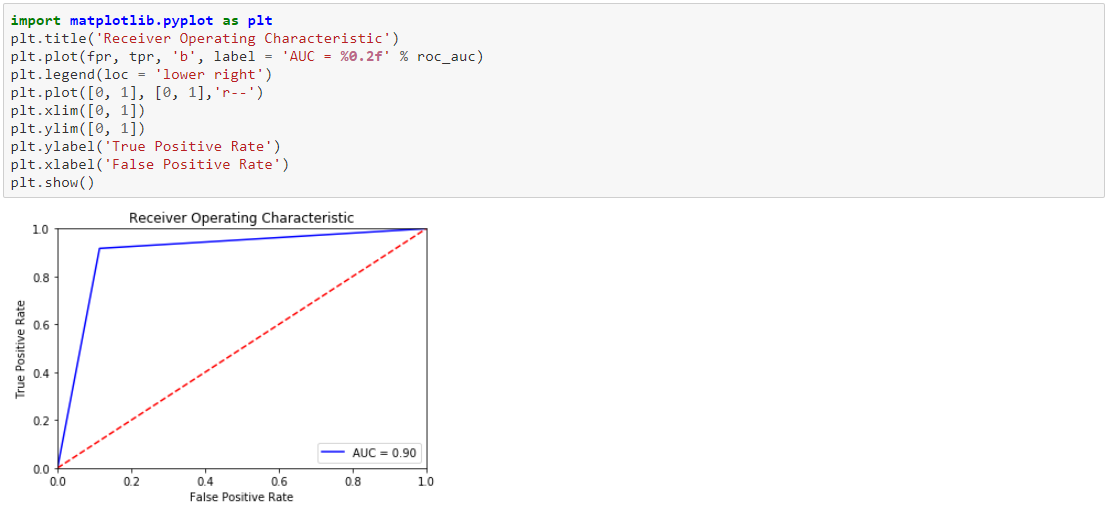 import matplotlib.pyplot as plt
plt.title('Receiver Operating Characteristic')
plt.plot(fpr, tpr, 'b', label = 'AUC = %0.2f' % roc_auc)
plt.legend(loc = 'lower right')
plt.plot([0, 1], [0, 1],'r--')
plt.xlim([0, 1])
plt.ylim([0, 1])
plt.ylabel('True Positive Rate')
plt.xlabel('False Positive Rate')
plt.show()
Receiver Operating Characteristic
1.0
0.8
0.6
0.4
0.2
0.0
True Positive Rate
AUC = 0.90
0.0 0.2 0.4 0.6 0.8 1.0
False Positive Rate